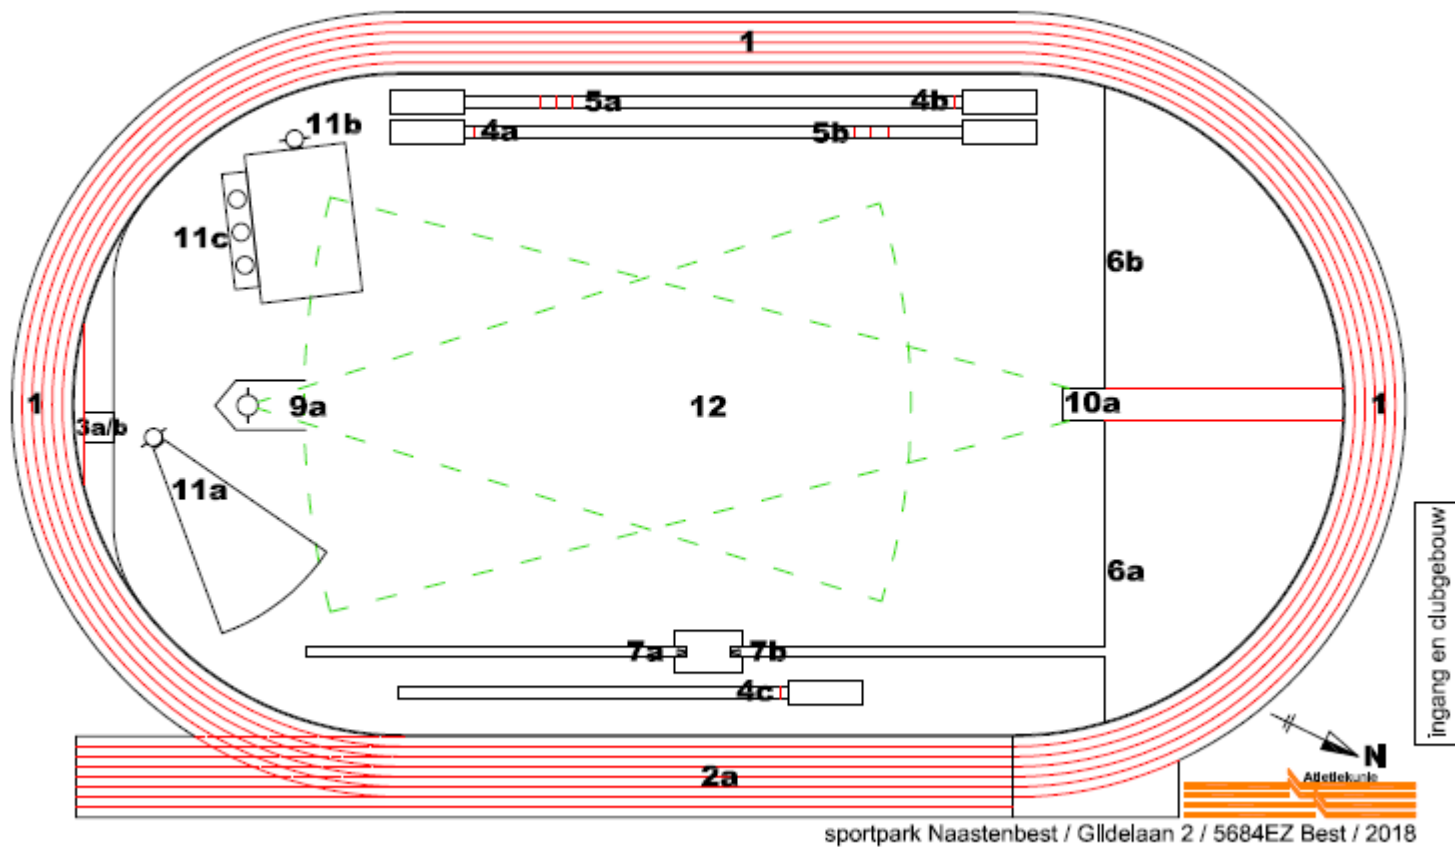 1
5a
4b
4a
5b
11b
11c
6b
1
9a
12
10a
1
3a/b
11a
6a
ingang en clubgebouw
7a
7b
4c
N
2a
Atletiekunie
sportpark Naastenbest / Gildelaan 2 / 5684EZ Best / 2018